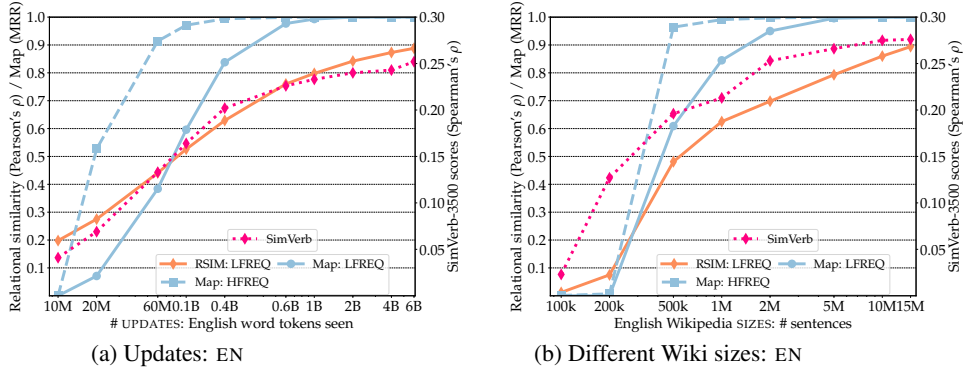 Relational similarity (Pearson's ρ) / Map (MRR)
1.0
0.9
0.8
0.7
0.6
0.5
0.4
0.3
0.2
0.1
0.30
0.25
0.20
0.15
0.10
0.05
SimVerb-3500 scores (Spearman's ρ)
SimVerb
RSIM: LFREQ
Map: LFREQ
Map: HFREQ
10M 20M 60M 0.1B 0.4B 0.6B 1B 2B 4B 6B
# UPDATES: English word tokens seen
(a) Updates: EN
Relational similarity (Pearson's ρ) / Map (MRR)
1.0
0.9
0.8
0.7
0.6
0.5
0.4
0.3
0.2
0.1
0.30
0.25
0.20
0.15
0.10
0.05
SimVerb-3500 scores (Spearman's ρ)
SimVerb
RSIM: LFREQ
Map: LFREQ
Map: HFREQ
100k 200k 500k 1M 2M 5M 10M 15M
English Wikipedia SIZES: # sentences
(b) Different Wiki sizes: EN